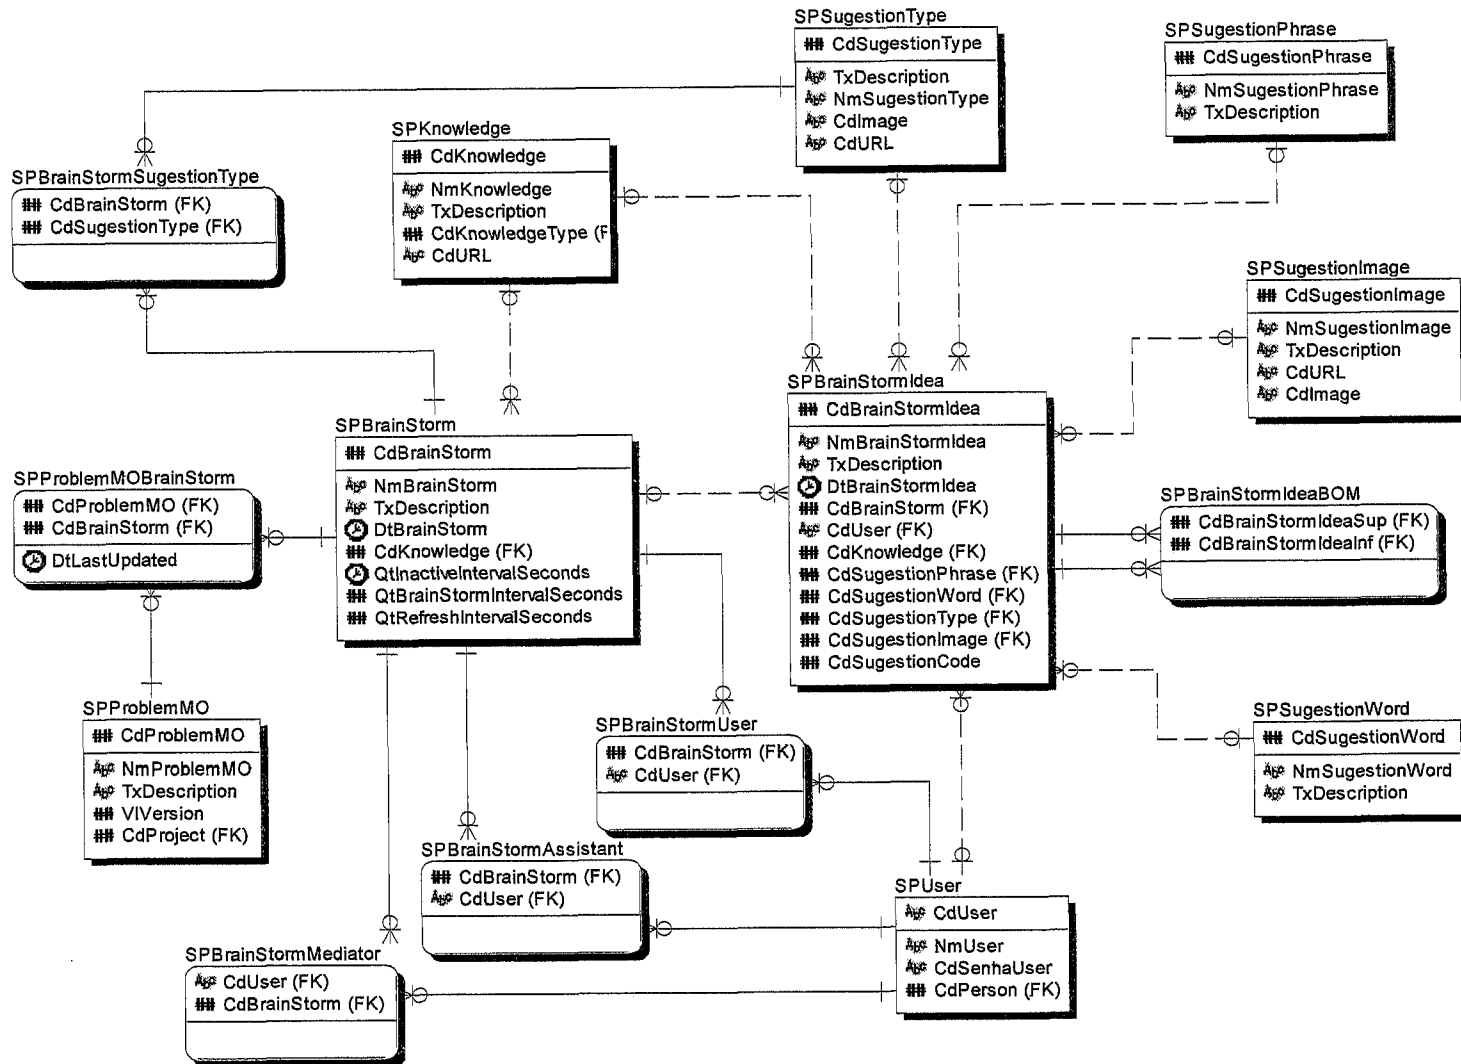 SPSugestionType
## CdSugestionType
TxDescription
NmSugestionType
CdImage
CdURL
SPSugestionPhrase
## CdSugestionPhrase
NmSugestionPhrase
TxDescription
SPKnowledge
## CdKnowledge
NmKnowledge
TxDescription
## CdKnowledgeType (F
CdURL
SPBrainStormSugestionType
## CdBrainStorm (FK)
## CdSugestionType (FK)
SPSugestionImage
## CdSugestionImage
NmSugestionImage
TxDescription
CdURL
CdImage
SPBrainStormIdea
## CdBrainStormIdea
NmBrainStormIdea
TxDescription
DtBrainStormIdea
## CdBrainStorm (FK)
CdUser (FK)
## CdKnowledge (FK)
## CdSugestionPhrase (FK)
## CdSugestionWord (FK)
## CdSugestionType (FK)
## CdSugestionImage (FK)
## CdSugestionCode
SPBrainStorm
## CdBrainStorm
NmBrainStorm
TxDescription
DtBrainStorm
## CdKnowledge (FK)
QtInactiveIntervalSeconds
## QtBrainStormIntervalSeconds
## QtRefreshIntervalSeconds
SPProblemMOBrainStorm
## CdProblemMO (FK)
## CdBrainStorm (FK)
DtLastUpdated
SPBrainStormIdeaBOM
## CdBrainStormIdeaSup (FK)
## CdBrainStormIdeaInf (FK)
SPProblemMO
## CdProblemMO
NmProblemMO
TxDescription
## VlVersion
## CdProject (FK)
SPBrainStormUser
## CdBrainStorm (FK)
CdUser (FK)
SPSugestionWord
## CdSugestionWord
NmSugestionWord
TxDescription
SPBrainStormAssistant
## CdBrainStorm (FK)
CdUser (FK)
SPUser
CdUser
NmUser
CdSenhaUser
## CdPerson (FK)
SPBrainStormMediator
CdUser (FK)
## CdBrainStorm (FK)